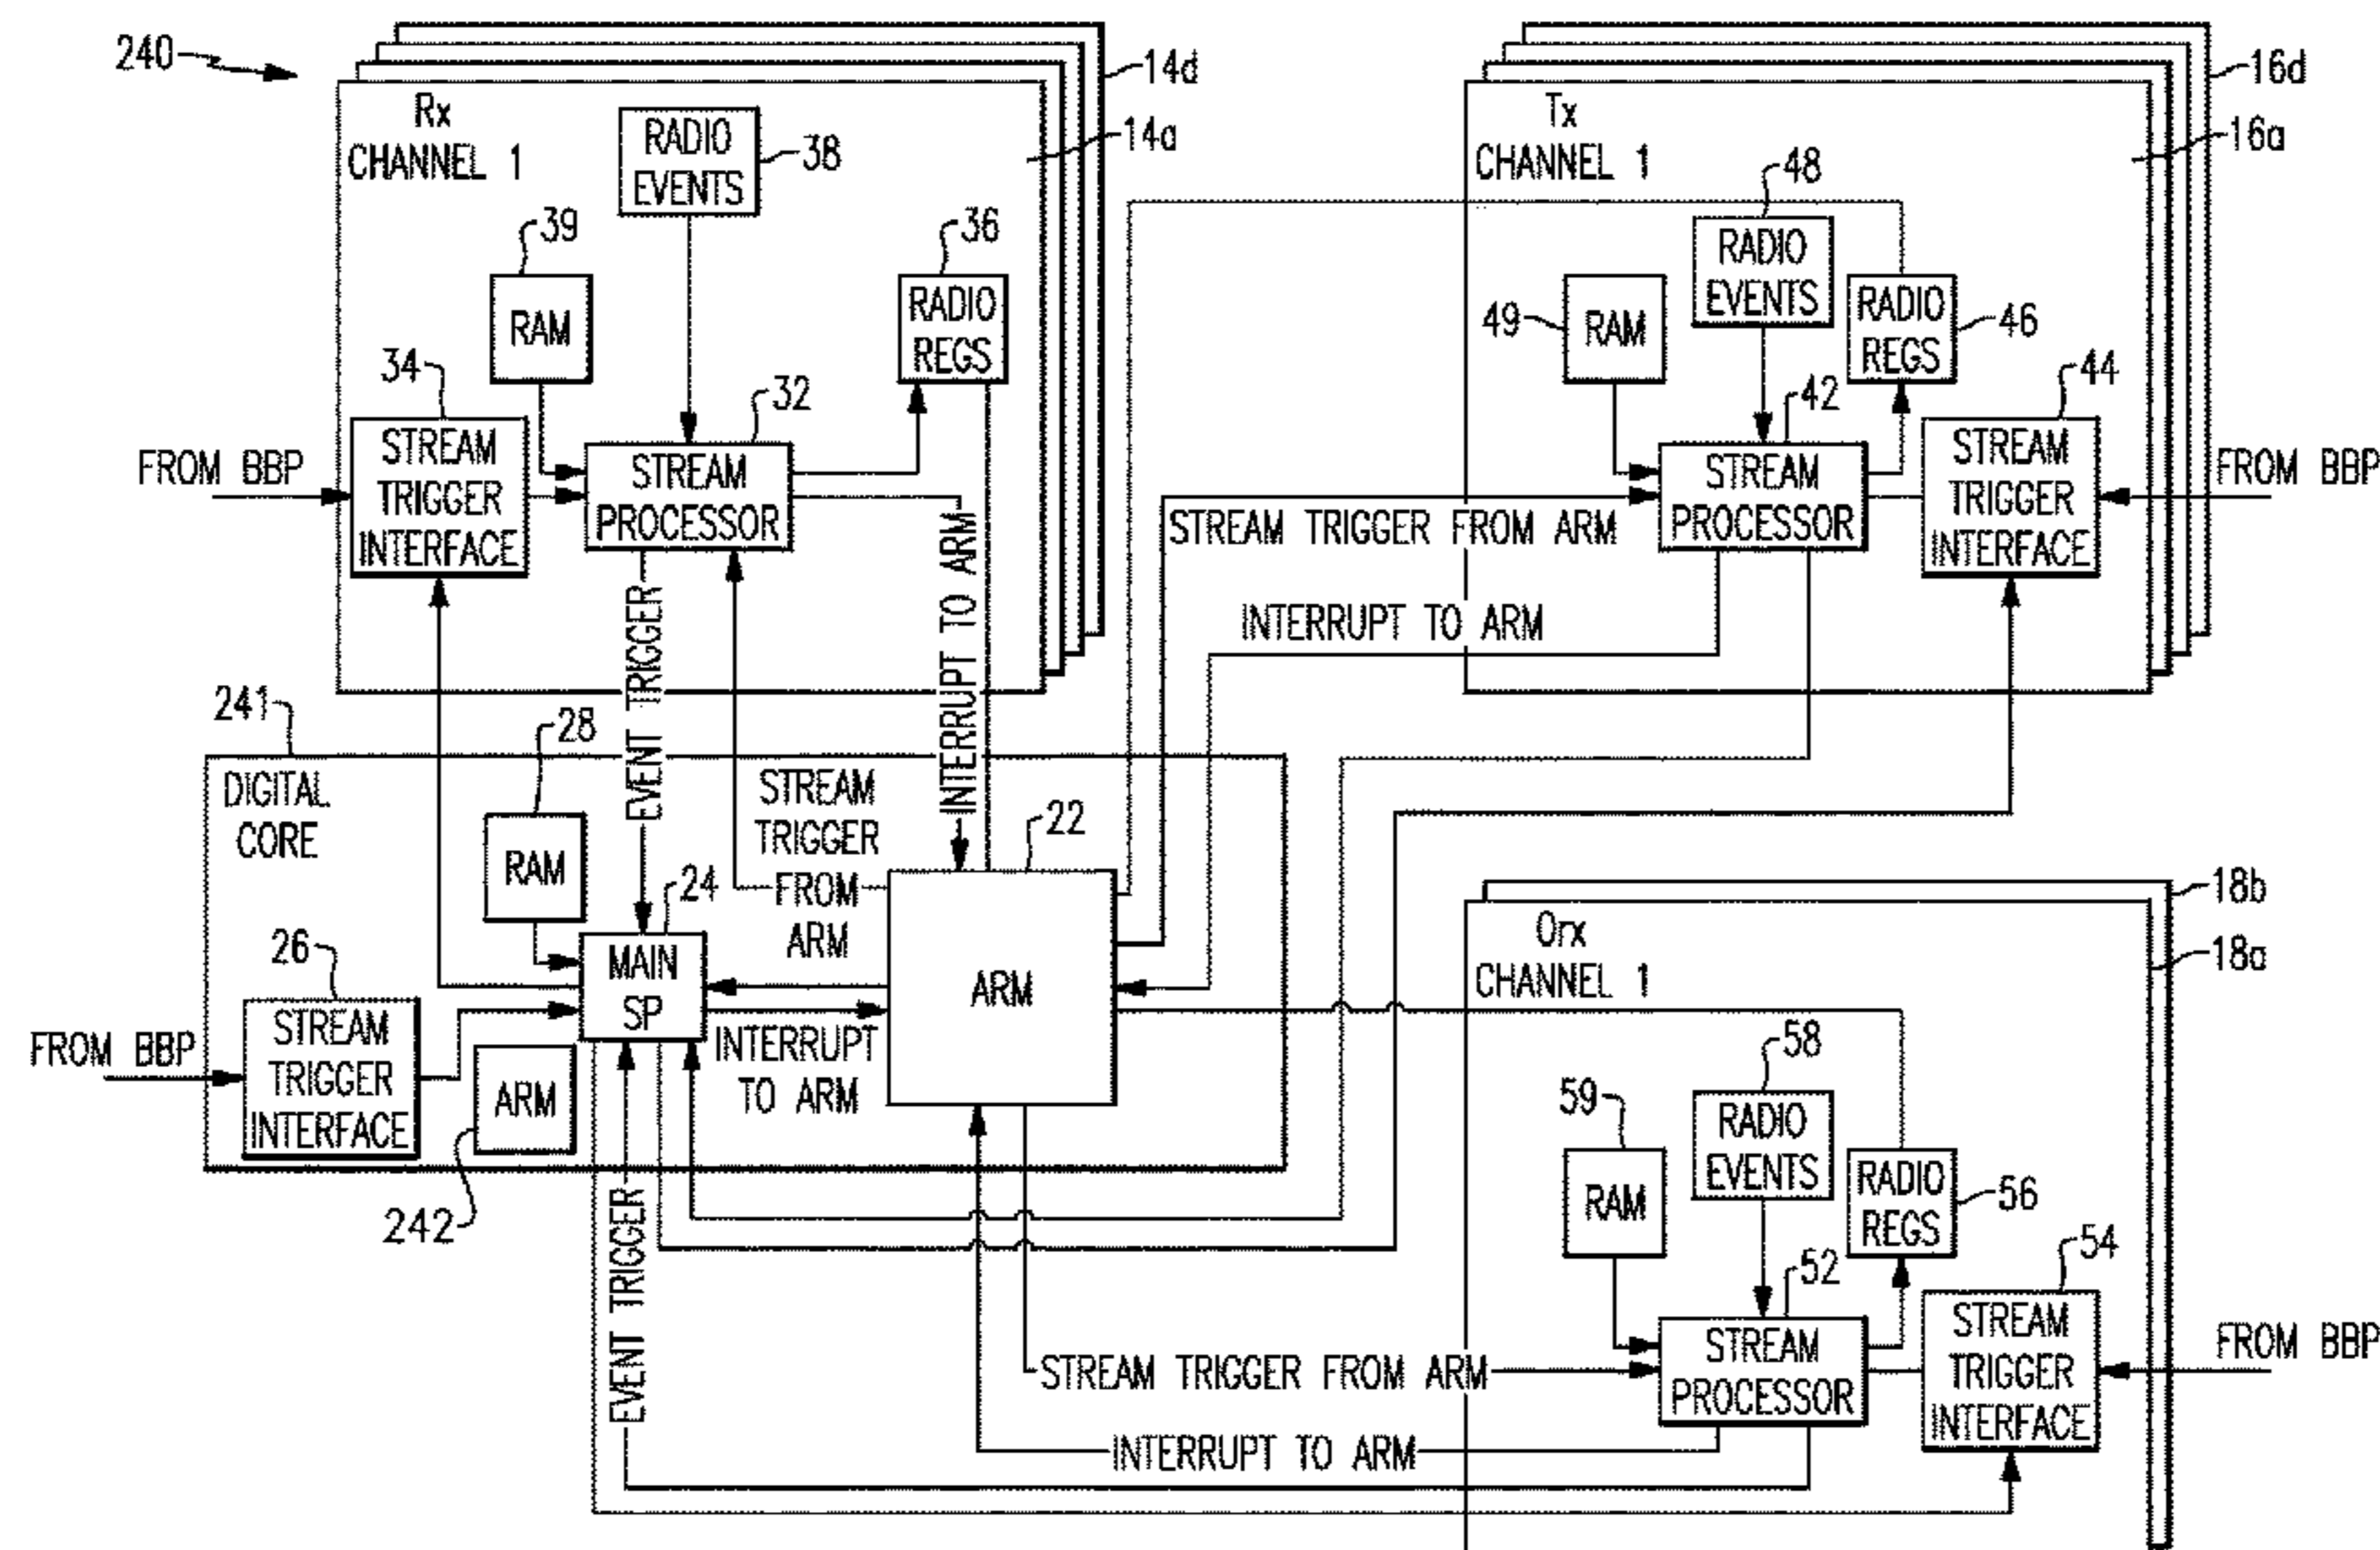 240
14d
14a
Rx
CHANNEL 1
RADIO
EVENTS
38
39
RAM
36
RADIO
REGS
34
STREAM
TRIGGER
INTERFACE
32
STREAM
PROCESSOR
FROM BBP
EVENT TRIGGER
INTERRUPT TO ARM
16d
16a
Tx
CHANNEL 1
48
RADIO
EVENTS
49
RAM
RADIO
REGS
46
42
STREAM
PROCESSOR
44
STREAM
TRIGGER
INTERFACE
FROM BBP
STREAM TRIGGER FROM ARM
INTERRUPT TO ARM
241
DIGITAL
CORE
28
RAM
STREAM
TRIGGER
FROM
ARM
22
ARM
24
MAIN
SP
26
STREAM
TRIGGER
INTERFACE
FROM BBP
ARM
242
INTERRUPT
TO ARM
EVENT TRIGGER
18b
18a
Orx
CHANNEL 1
58
RADIO
EVENTS
59
RAM
RADIO
REGS
56
52
STREAM
PROCESSOR
54
STREAM
TRIGGER
INTERFACE
FROM BBP
STREAM TRIGGER FROM ARM
INTERRUPT TO ARM